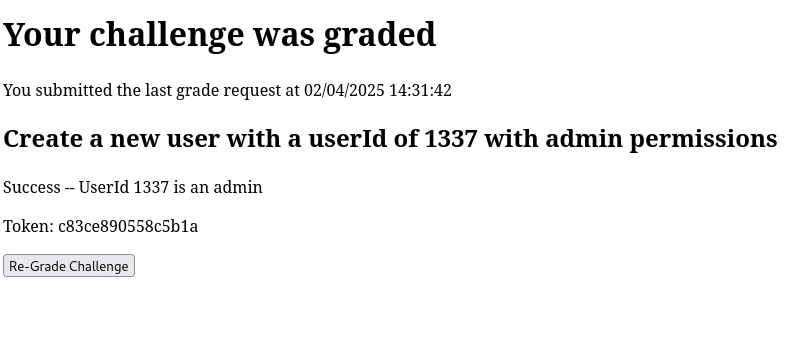 Your challenge was graded
You submitted the last grade request at 02/04/2025 14:31:42
Create a new user with a userId of 1337 with admin permissions
Success -- UserId 1337 is an admin
Token: c83ce890558c5b1a
Re-Grade Challenge